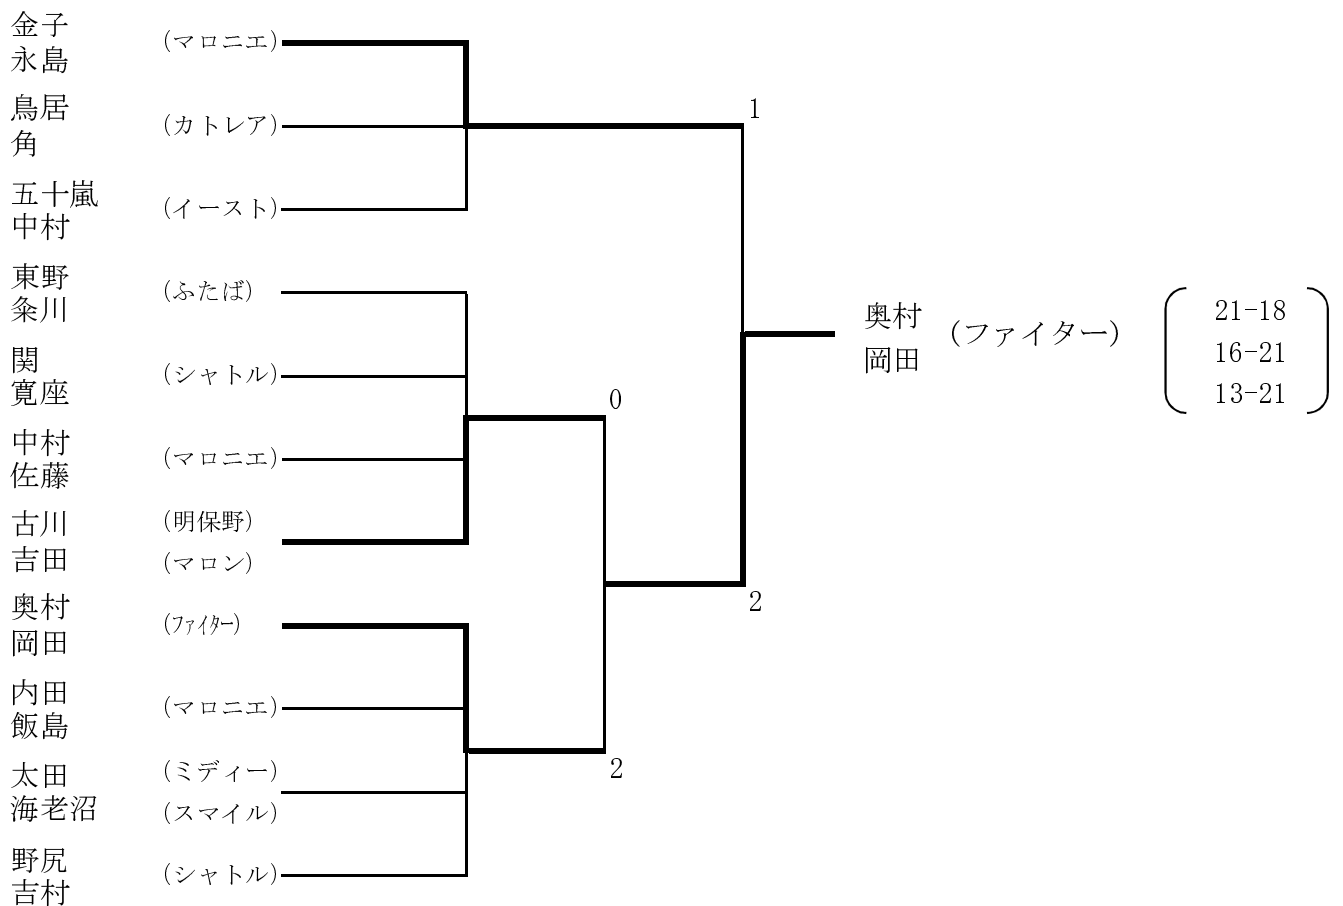 金子 (マロニエ)
永島
鳥居 (カトレア)
角
五十嵐 (イースト)
中村
東野 (ふたば)
粂川
関 (シャトル)
寛座
中村 (マロニエ)
佐藤
古川 (明保野)
吉田 (マロン)
奥村 (ファイター)
岡田
内田 (マロニエ)
飯島
太田 (ミディー)
海老沼 (スマイル)
野尻 (シャトル)
吉村
1
0
2
2
奥村 (ファイター)
岡田
21-18
16-21
13-21